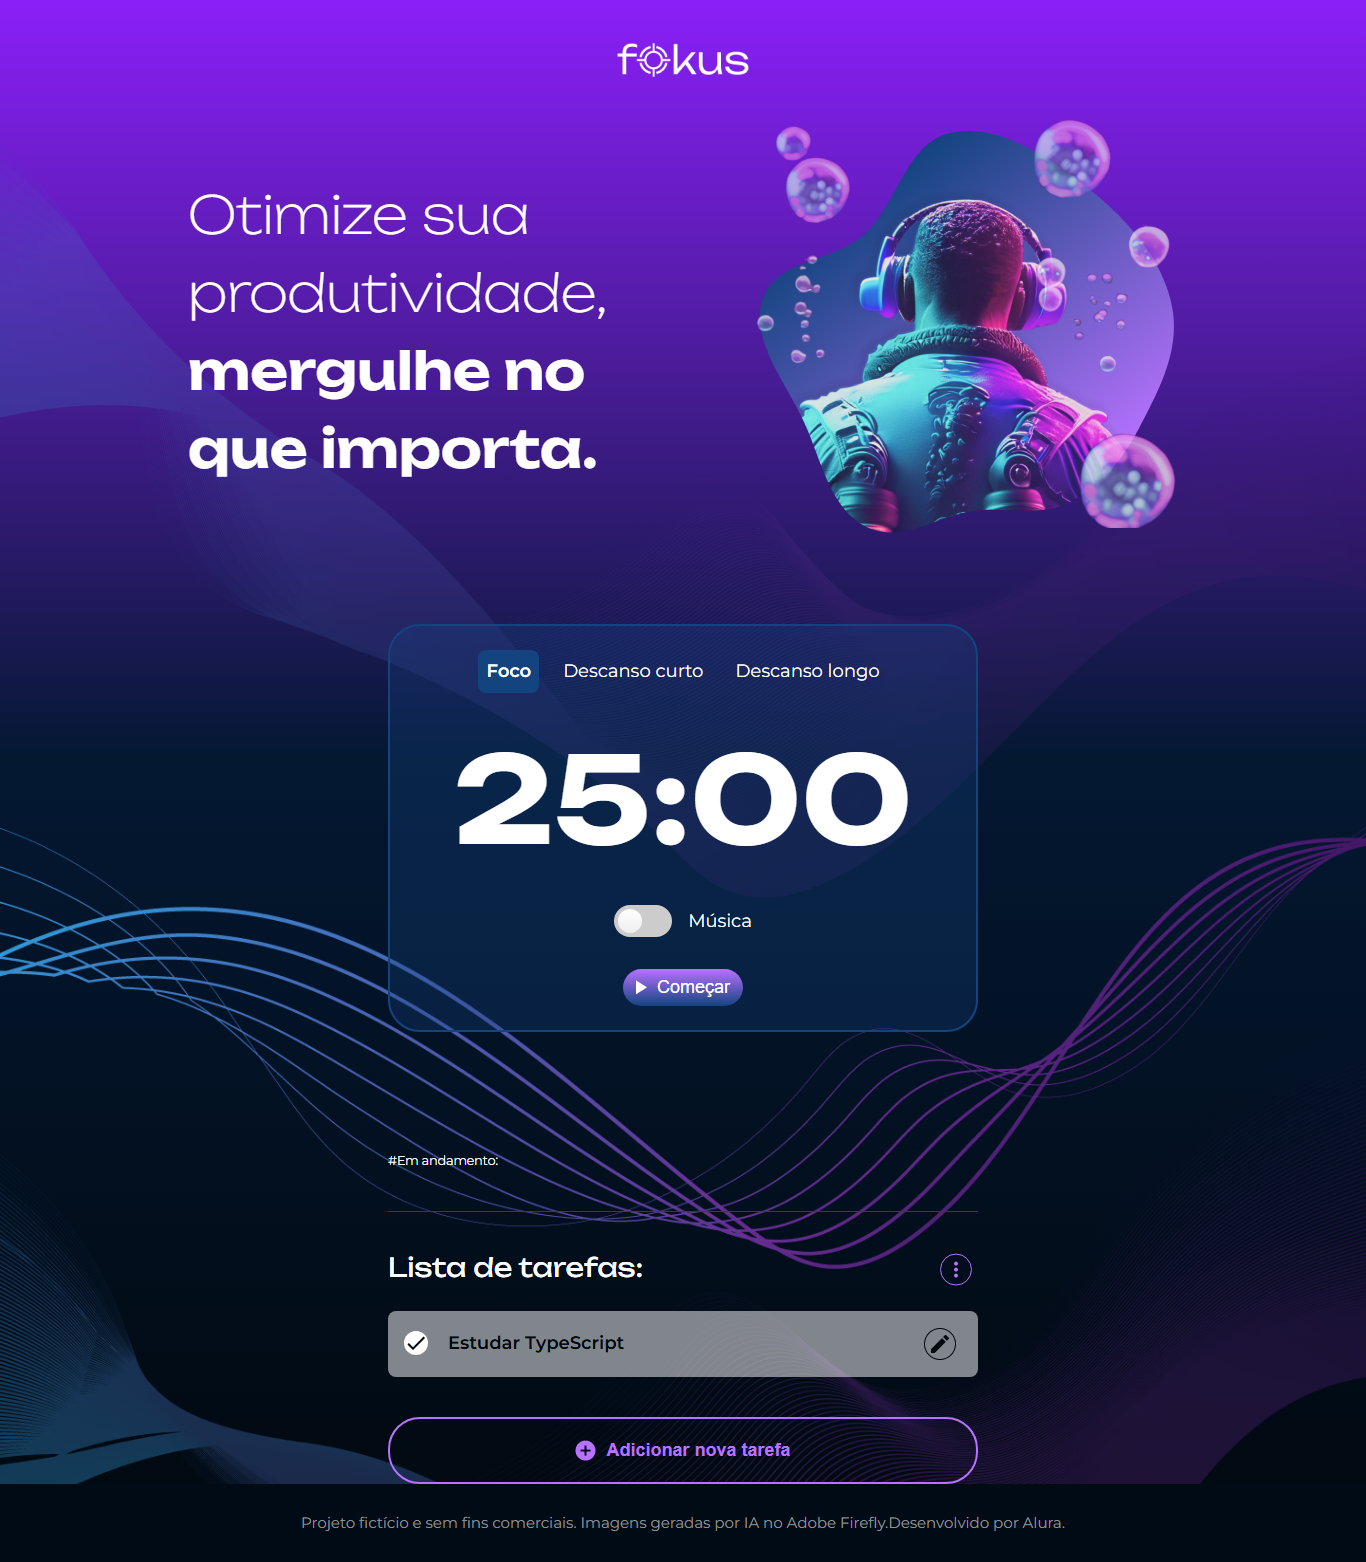 fokus
Otimize sua
produtividade,
mergulhe no
que importa.
Foco Descanso curto Descanso longo
25:00
Música
Começar
#Em andamento:
Lista de tarefas:
Estudar TypeScript
Adicionar nova tarefa
Projeto fictício e sem fins comerciais. Imagens geradas por IA no Adobe Firefly.Desenvolvido por Alura.